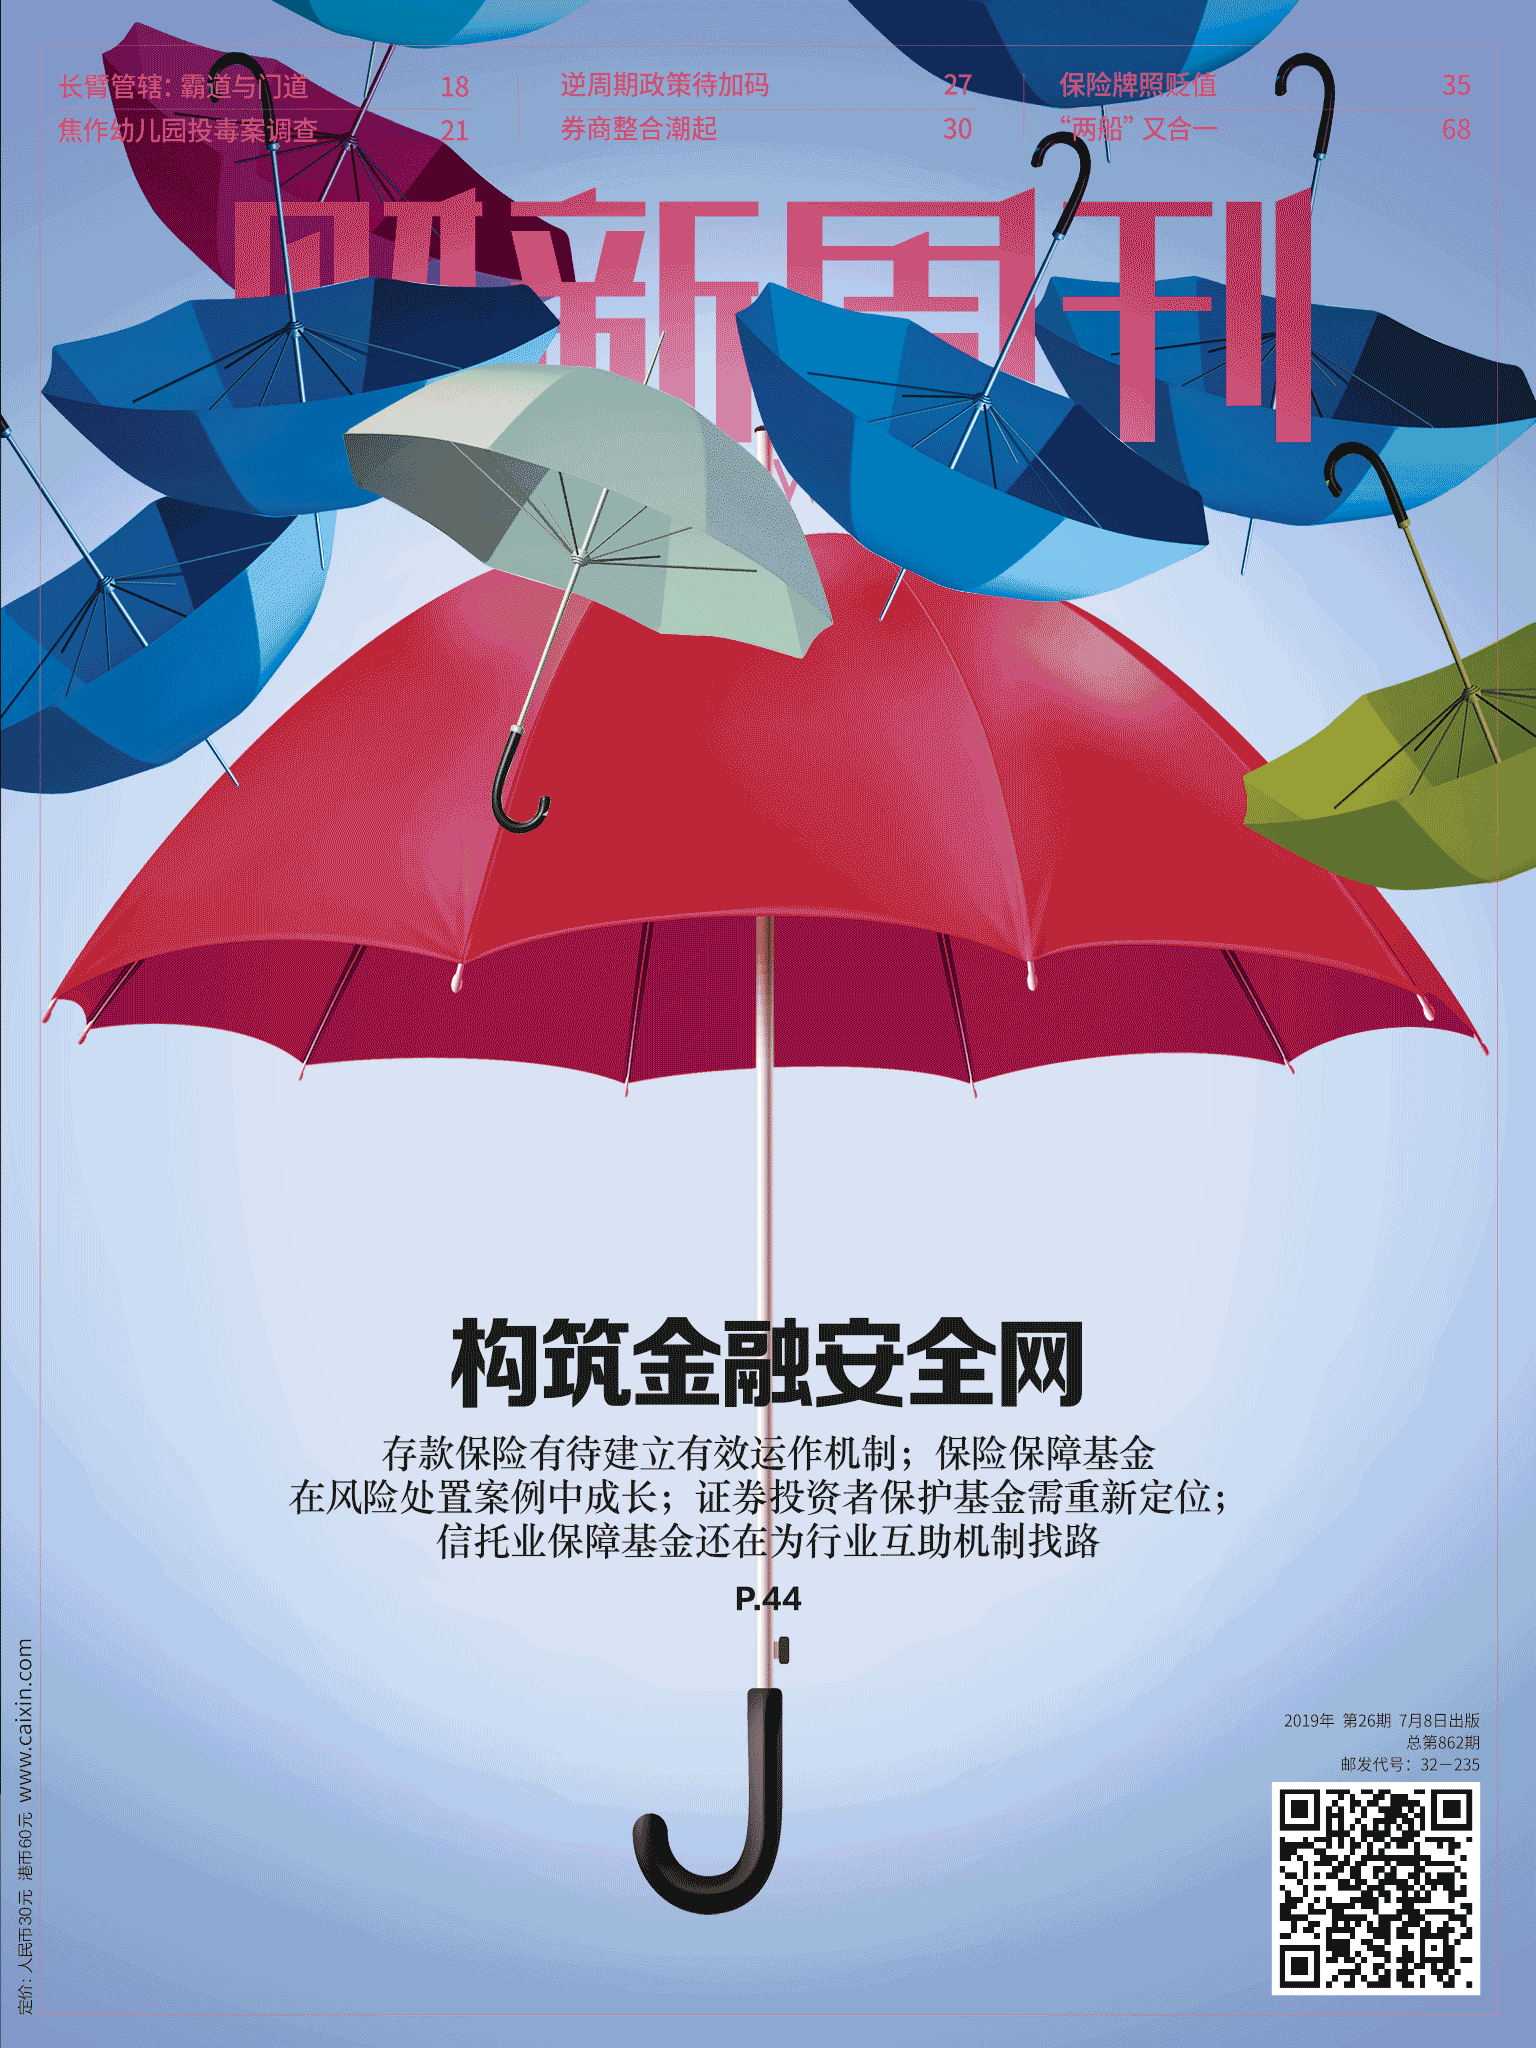 长臂管辖：霸道与门道 18
焦作幼儿园投毒案调查 21
逆周期政策待加码 27
券商整合潮起 30
保险牌照贬值 35
“两船”又合一 68
财新周刊
构筑金融安全网
存款保险有待建立有效运作机制；保险保障基金
在风险处置案例中成长；证券投资者保护基金需重新定位；
信托业保障基金还在为行业互助机制找路
P.44
2019年 第26期 7月8日出版
总第862期
邮发代号：32－235
定价：人民币30元 港币60元 www.caixin.com